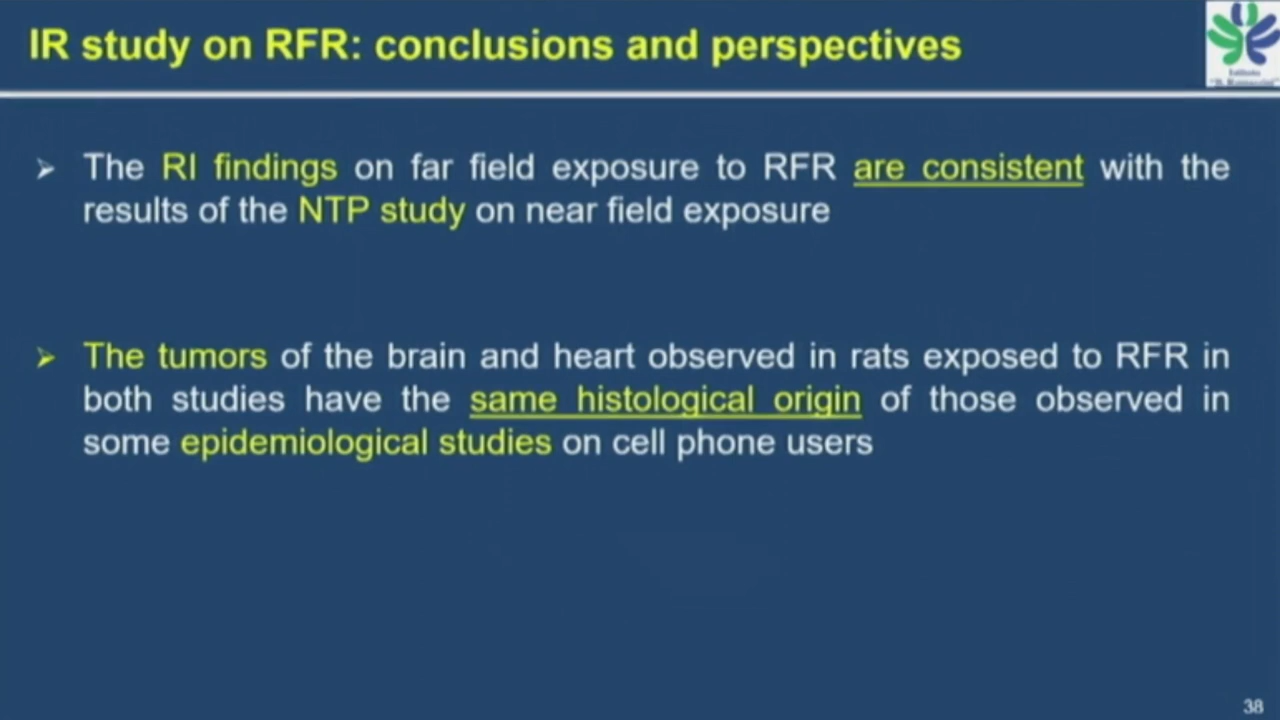 IR study on RFR: conclusions and perspectives
The RI findings on far field exposure to RFR are consistent with the
results of the NTP study on near field exposure
The tumors of the brain and heart observed in rats exposed to RFR in
both studies have the same histological origin of those observed in
some epidemiological studies on cell phone users
38